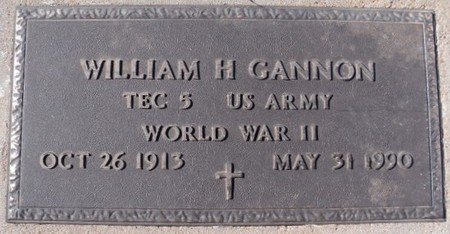 WILLIAM H GANNON
TEC 5 US ARMY
WORLD WAR II
OCT 26 1913 MAY 31 1990